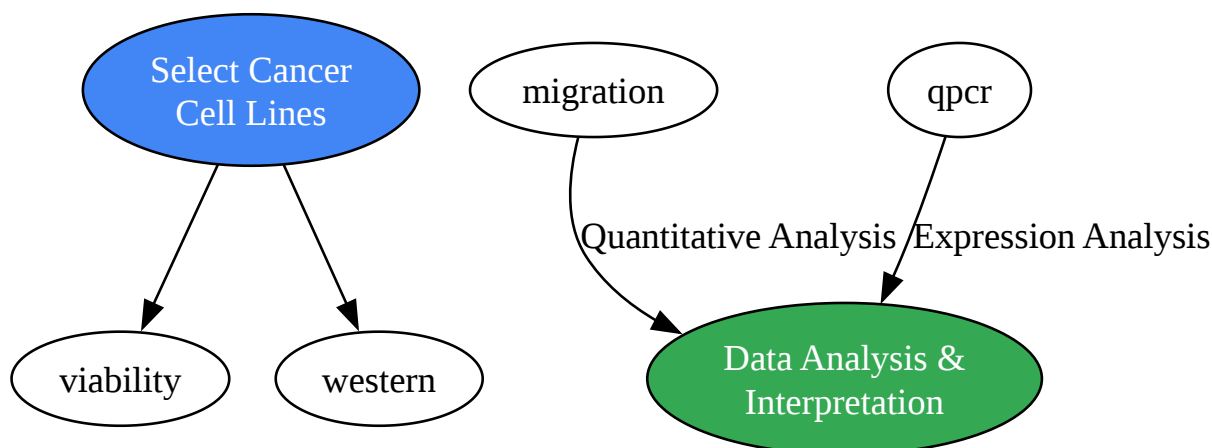 Select Cancer
Cell Lines
migration
qpcr
Quantitative Analysis
Expression Analysis
viability
western
Data Analysis &
Interpretation